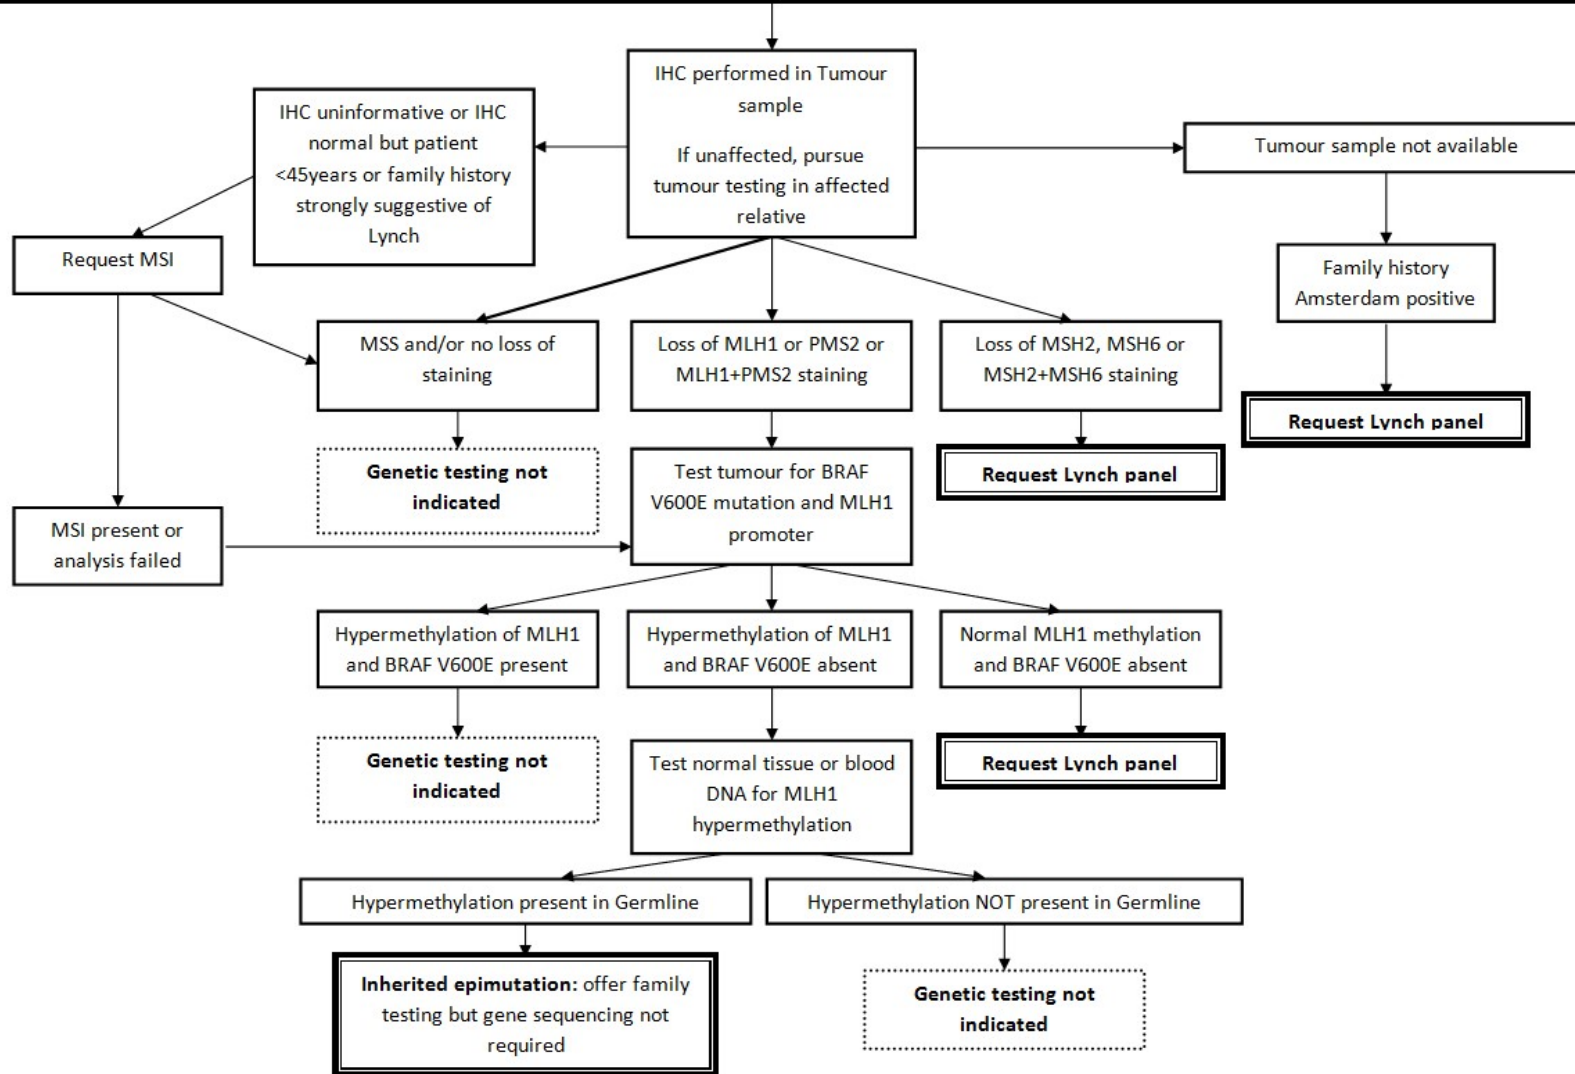 IHC performed in Tumour
sample
If unaffected, pursue
tumour testing in affected
relative
IHC uninformative or IHC
normal but patient
<45years or family history
strongly suggestive of
Lynch
Tumour sample not available
Request MSI
Family history
Amsterdam positive
MSS and/or no loss of
staining
Loss of MLH1 or PMS2 or
MLH1+PMS2 staining
Loss of MSH2, MSH6 or
MSH2+MSH6 staining
Request Lynch panel
Genetic testing not
indicated
Test tumour for BRAF
V600E mutation and MLH1
promoter
Request Lynch panel
MSI present or
analysis failed
Hypermethylation of MLH1
and BRAF V600E present
Hypermethylation of MLH1
and BRAF V600E absent
Normal MLH1 methylation
and BRAF V600E absent
Genetic testing not
indicated
Test normal tissue or blood
DNA for MLH1
hypermethylation
Request Lynch panel
Hypermethylation present in Germline
Hypermethylation NOT present in Germline
Inherited epimutation: offer family
testing but gene sequencing not
required
Genetic testing not
indicated